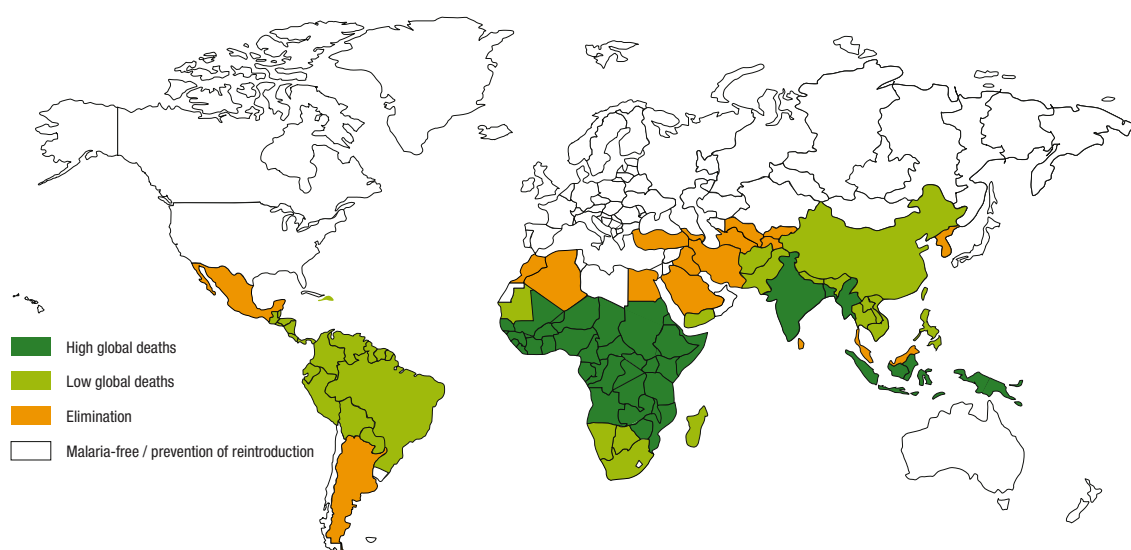 High global deaths
Low global deaths
Elimination
Malaria-free / prevention of reintroduction